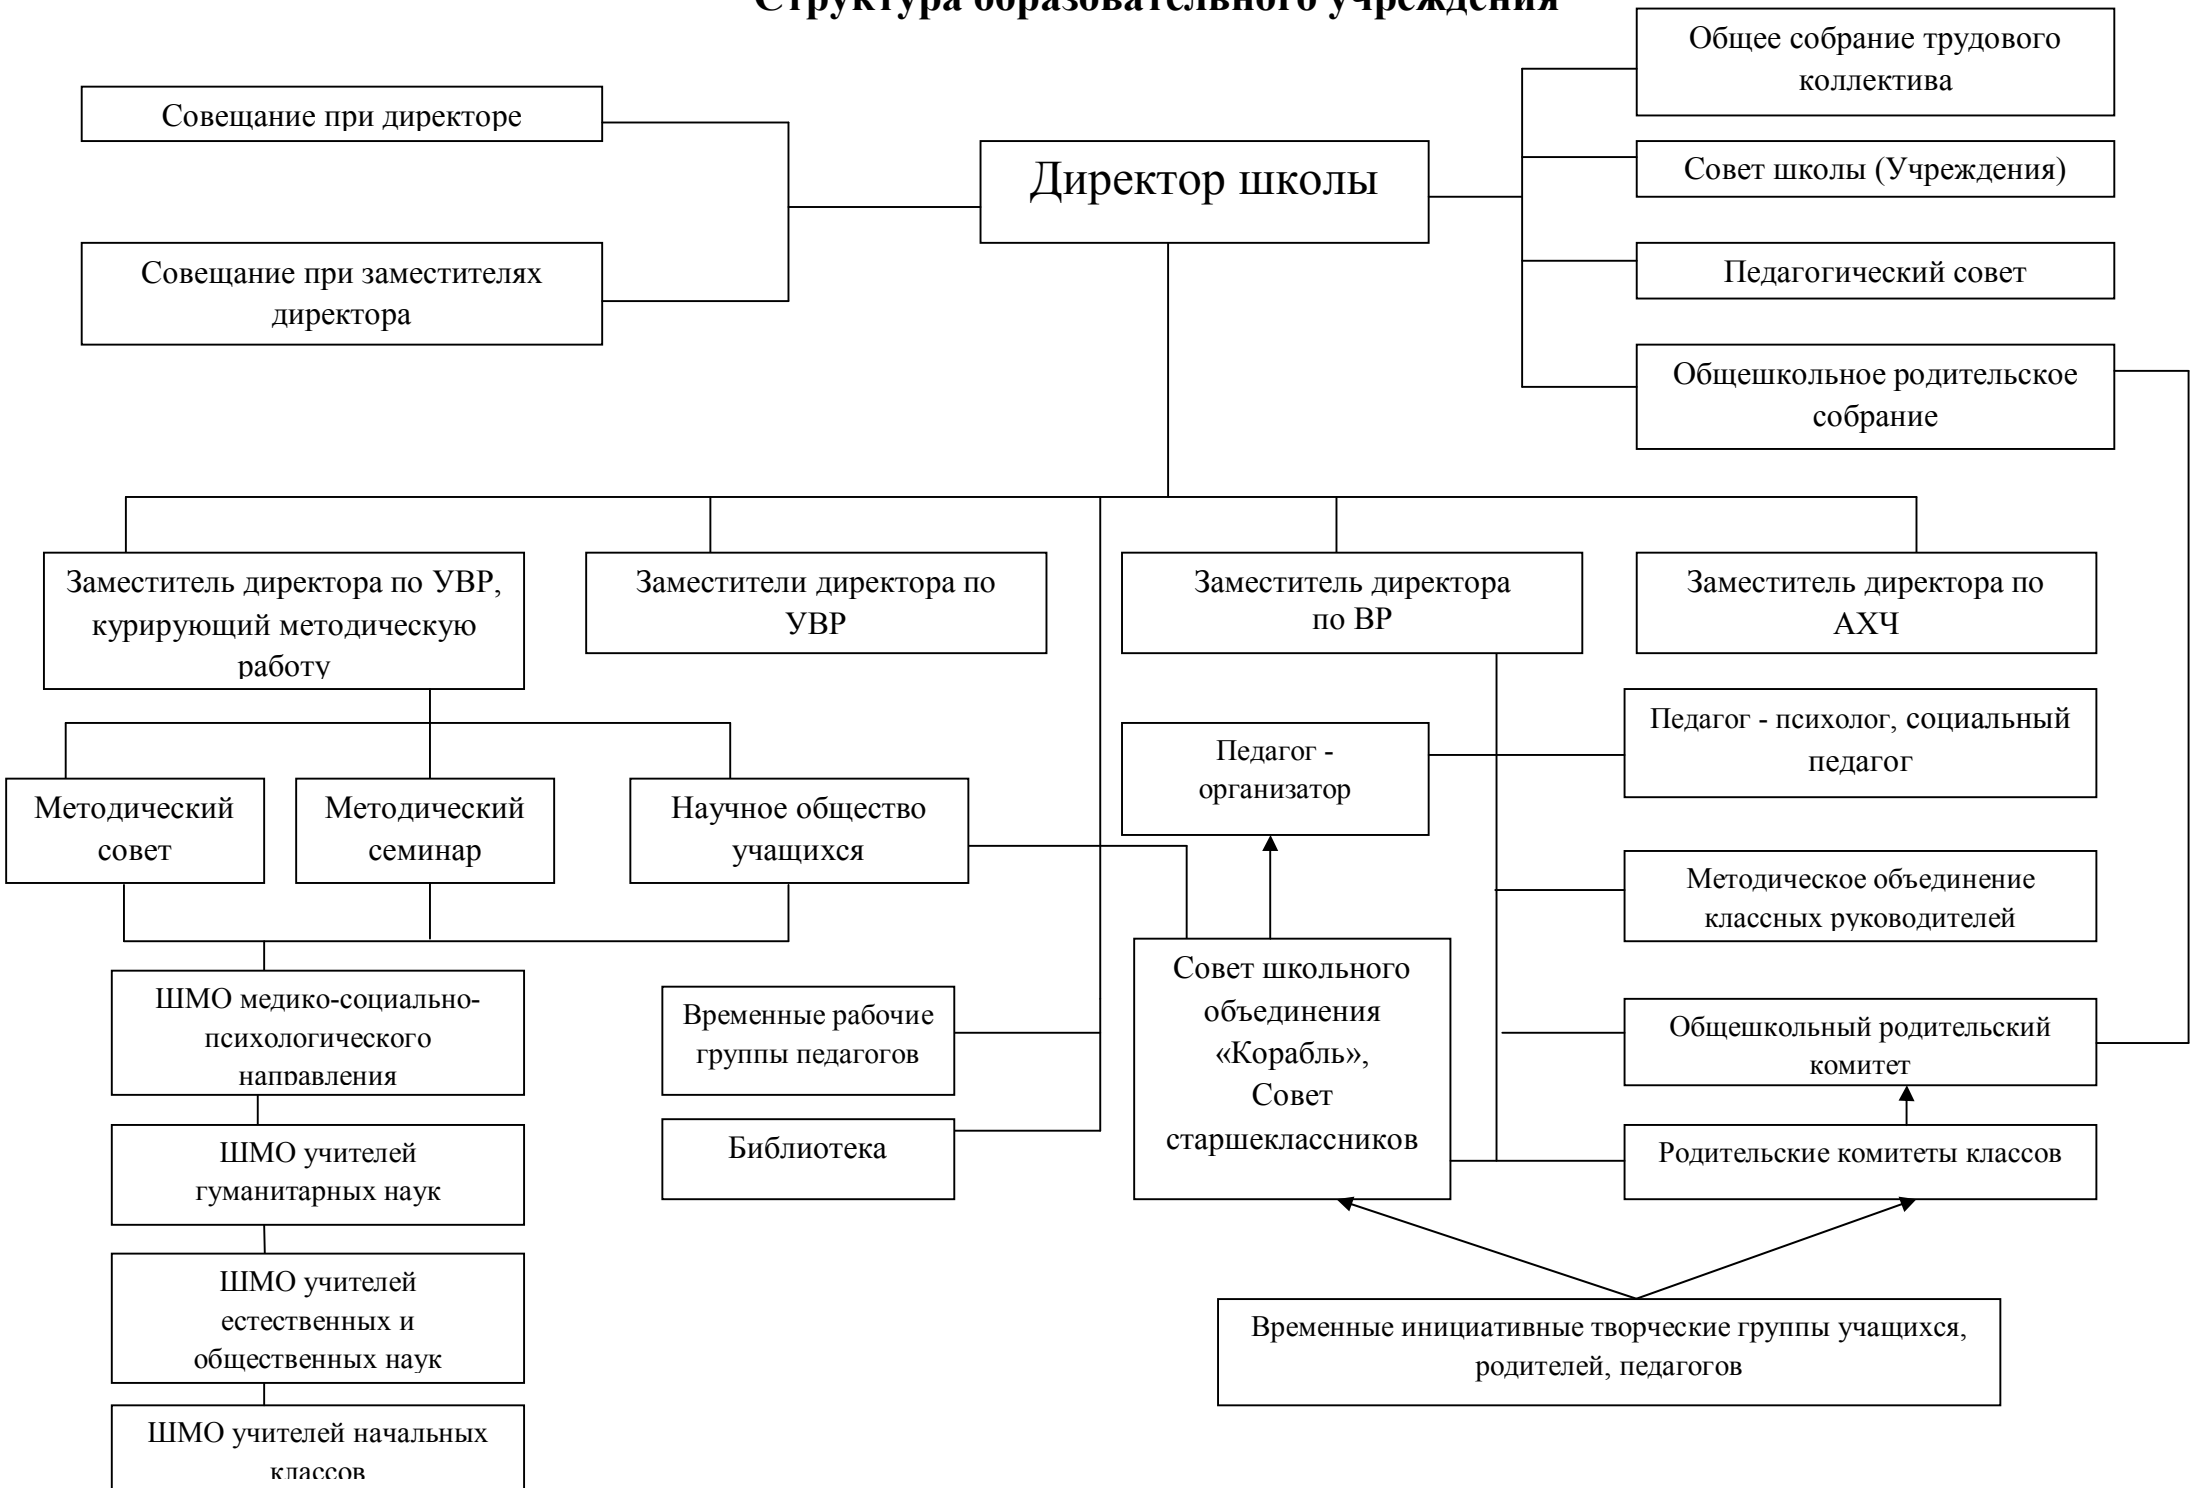 Структура образовательного учреждения
Общее собрание трудового
коллектива
Совещание при директоре
Директор школы
Совет школы (Учреждения)
Совещание при заместителях
директора
Педагогический совет
Общешкольное родительское
собрание
Заместитель директора по УВР,
курирующий методическую
работу
Заместители директора по
УВР
Заместитель директора
по ВР
Заместитель директора по
АХЧ
Педагог - психолог, социальный
педагог
Педагог -
организатор
Методический
совет
Методический
семинар
Научное общество
учащихся
Методическое объединение
классных руководителей
Совет школьного
объединения
«Корабль»,
Совет
старшеклассников
ШМО медико-социально-
психологического
направления
Временные рабочие
группы педагогов
Общешкольный родительский
комитет
Библиотека
Родительские комитеты классов
ШМО учителей
гуманитарных наук
ШМО учителей
естественных и
общественных наук
Временные инициативные творческие группы учащихся,
родителей, педагогов
ШМО учителей начальных
классов